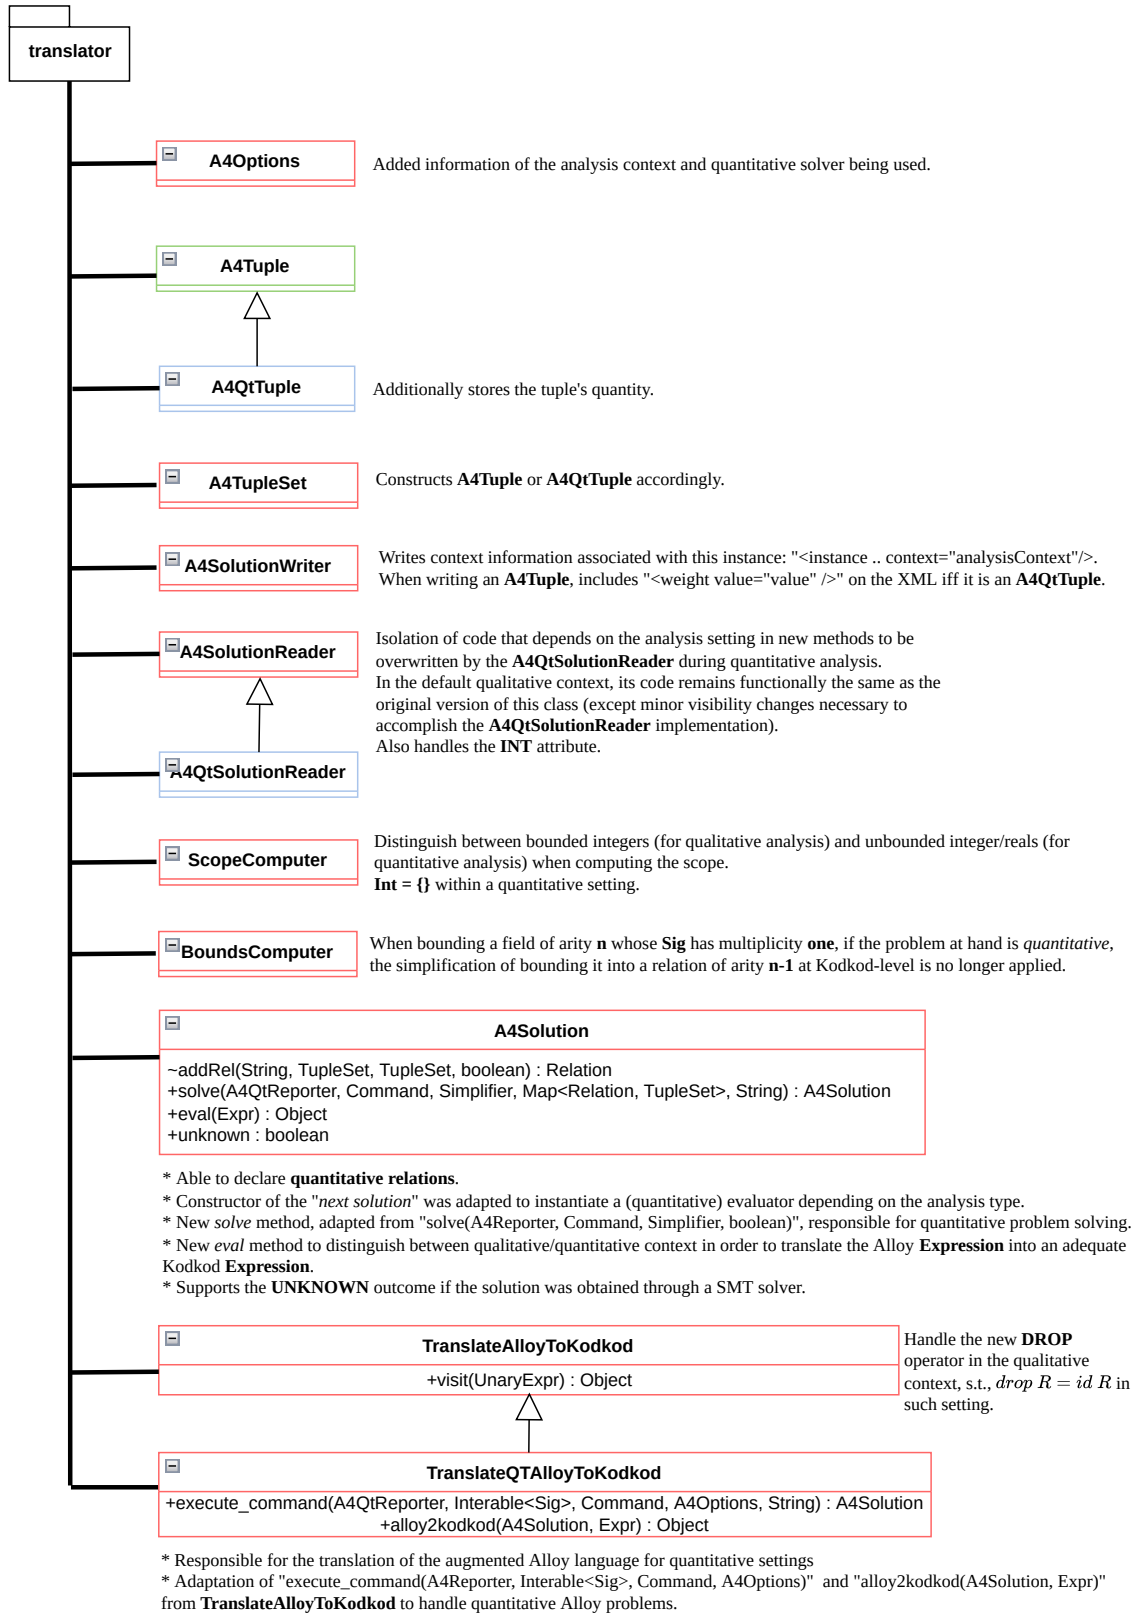 translator
A4Options
Added information of the analysis context and quantitative solver being used.
A4Tuple
A4QtTuple
Additionally stores the tuple's quantity.
A4TupleSet
Constructs A4Tuple or A4QtTuple accordingly.
A4SolutionWriter
Writes context information associated with this instance: "<instance .. context="analysisContext"/>.
When writing an A4Tuple, includes "<weight value="value" />" on the XML iff it is an A4QtTuple.
A4SolutionReader
Isolation of code that depends on the analysis setting in new methods to be
overwritten by the A4QtSolutionReader during quantitative analysis.
In the default qualitative context, its code remains functionally the same as the
original version of this class (except minor visibility changes necessary to
accomplish the A4QtSolutionReader implementation).
Also handles the INT attribute.
A4QtSolutionReader
ScopeComputer
Distinguish between bounded integers (for qualitative analysis) and unbounded integer/reals (for
quantitative analysis) when computing the scope.
Int = {} within a quantitative setting.
BoundsComputer
When bounding a field of arity n whose Sig has multiplicity one, if the problem at hand is quantitative,
the simplification of bounding it into a relation of arity n-1 at Kodkod-level is no longer applied.
A4Solution
~addRel(String, TupleSet, TupleSet, boolean) : Relation
+solve(A4QtReporter, Command, Simplifier, Map<Relation, TupleSet>, String) : A4Solution
+eval(Expr) : Object
+unknown : boolean
* Able to declare quantitative relations.
* Constructor of the "next solution" was adapted to instantiate a (quantitative) evaluator depending on the analysis type.
* New solve method, adapted from "solve(A4Reporter, Command, Simplifier, boolean)", responsible for quantitative problem solving.
* New eval method to distinguish between qualitative/quantitative context in order to translate the Alloy Expression into an adequate
Kodkod Expression.
* Supports the UNKNOWN outcome if the solution was obtained through a SMT solver.
TranslateAlloyToKodkod
+visit(UnaryExpr) : Object
Handle the new DROP
operator in the qualitative
context, s.t., drop R = id R in
such setting.
TranslateQTAlloyToKodkod
+execute_command(A4QtReporter, Interable<Sig>, Command, A4Options, String) : A4Solution
+alloy2kodkod(A4Solution, Expr) : Object
* Responsible for the translation of the augmented Alloy language for quantitative settings
* Adaptation of "execute_command(A4Reporter, Interable<Sig>, Command, A4Options)" and "alloy2kodkod(A4Solution, Expr)"
from TranslateAlloyToKodkod to handle quantitative Alloy problems.